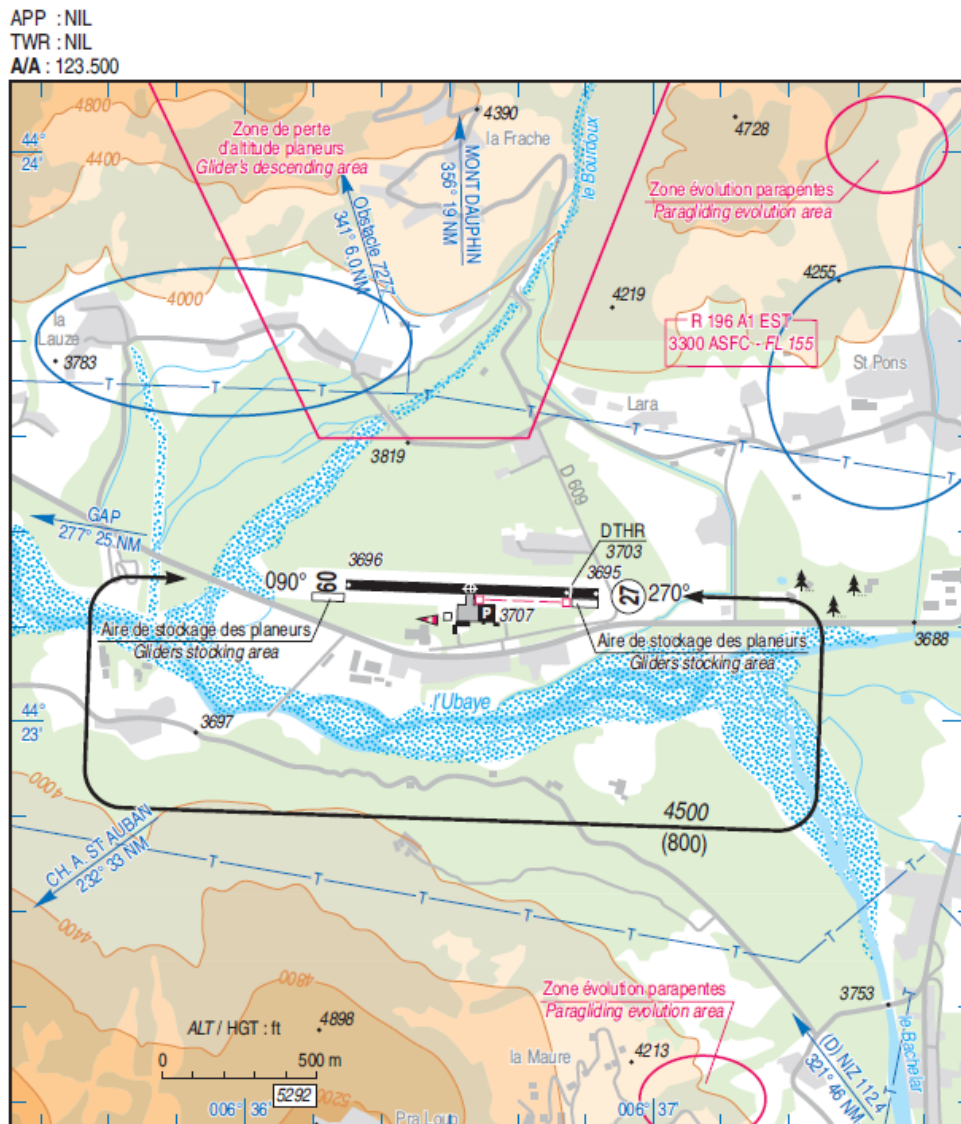 APP : NIL
TWR : NIL
A/A : 123.500
4800
4390
4728
44°
24'
Zone de perte
d'altitude planeurs
Glider's descending area
la Frache
le Bourdoux
4400
MONT DAUPHIN
356° 19 NM
Zone évolution parapentes
Paragliding evolution area
Obstacle 7277
341° 6.0 NM
4000
4255
4219
la
Lauze
3783
R 196 A1 EST
3300 ASFC - FL 155
St Pons
T
T
T
T
T
T
T
T
Lara
3819
D 609
GAP
277° 25 NM
DTHR
3703
3696
3695
090°
09
27
270°
P
3707
Aire de stockage des planeurs
Gliders stocking area
Aire de stockage des planeurs
Gliders stocking area
3688
l'Ubaye
44°
23'
3697
4000
4500
(800)
CH. A. ST AUBAN
232° 33 NM
T
T
T
T
T
T
T
T
4400
4800
Zone évolution parapentes
Paragliding evolution area
3753
ALT / HGT : ft
4898
0
500 m
la Maure
4213
(D) NIZ 112.4
321° 46 NM
le Bachelar
5292
5200
006° 36'
Pra Loup
006° 37'